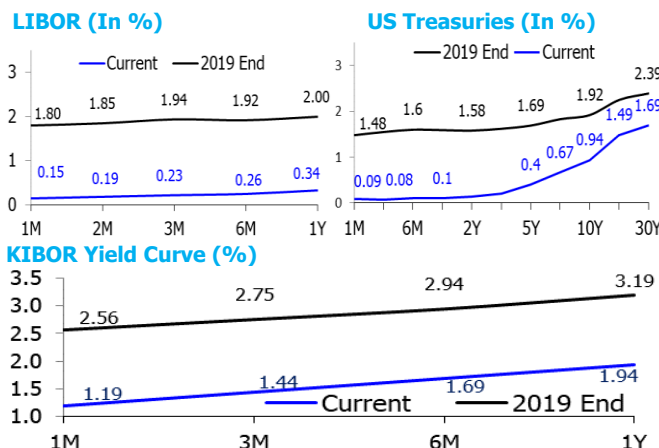 LIBOR (In %)
Current 2019 End
3
2
1
0
1.80 1.85 1.94 1.92 2.00
0.15 0.19 0.23 0.26 0.34
1M 2M 3M 6M 1Y
US Treasuries (In %)
Current 2019 End
3
2
1
0
1.48 1.6 1.58 1.69 1.92 2.39
0.09 0.08 0.1 0.4 0.67 0.94 1.49 1.69
1M 6M 2Y 5Y 10Y 30Y
KIBOR Yield Curve (%)
3.5
3.0
2.5
2.0
1.5
1.0
2.56 2.75 2.94 3.19
1.19 1.44 1.69 1.94
Current 2019 End
1M 3M 6M 1Y